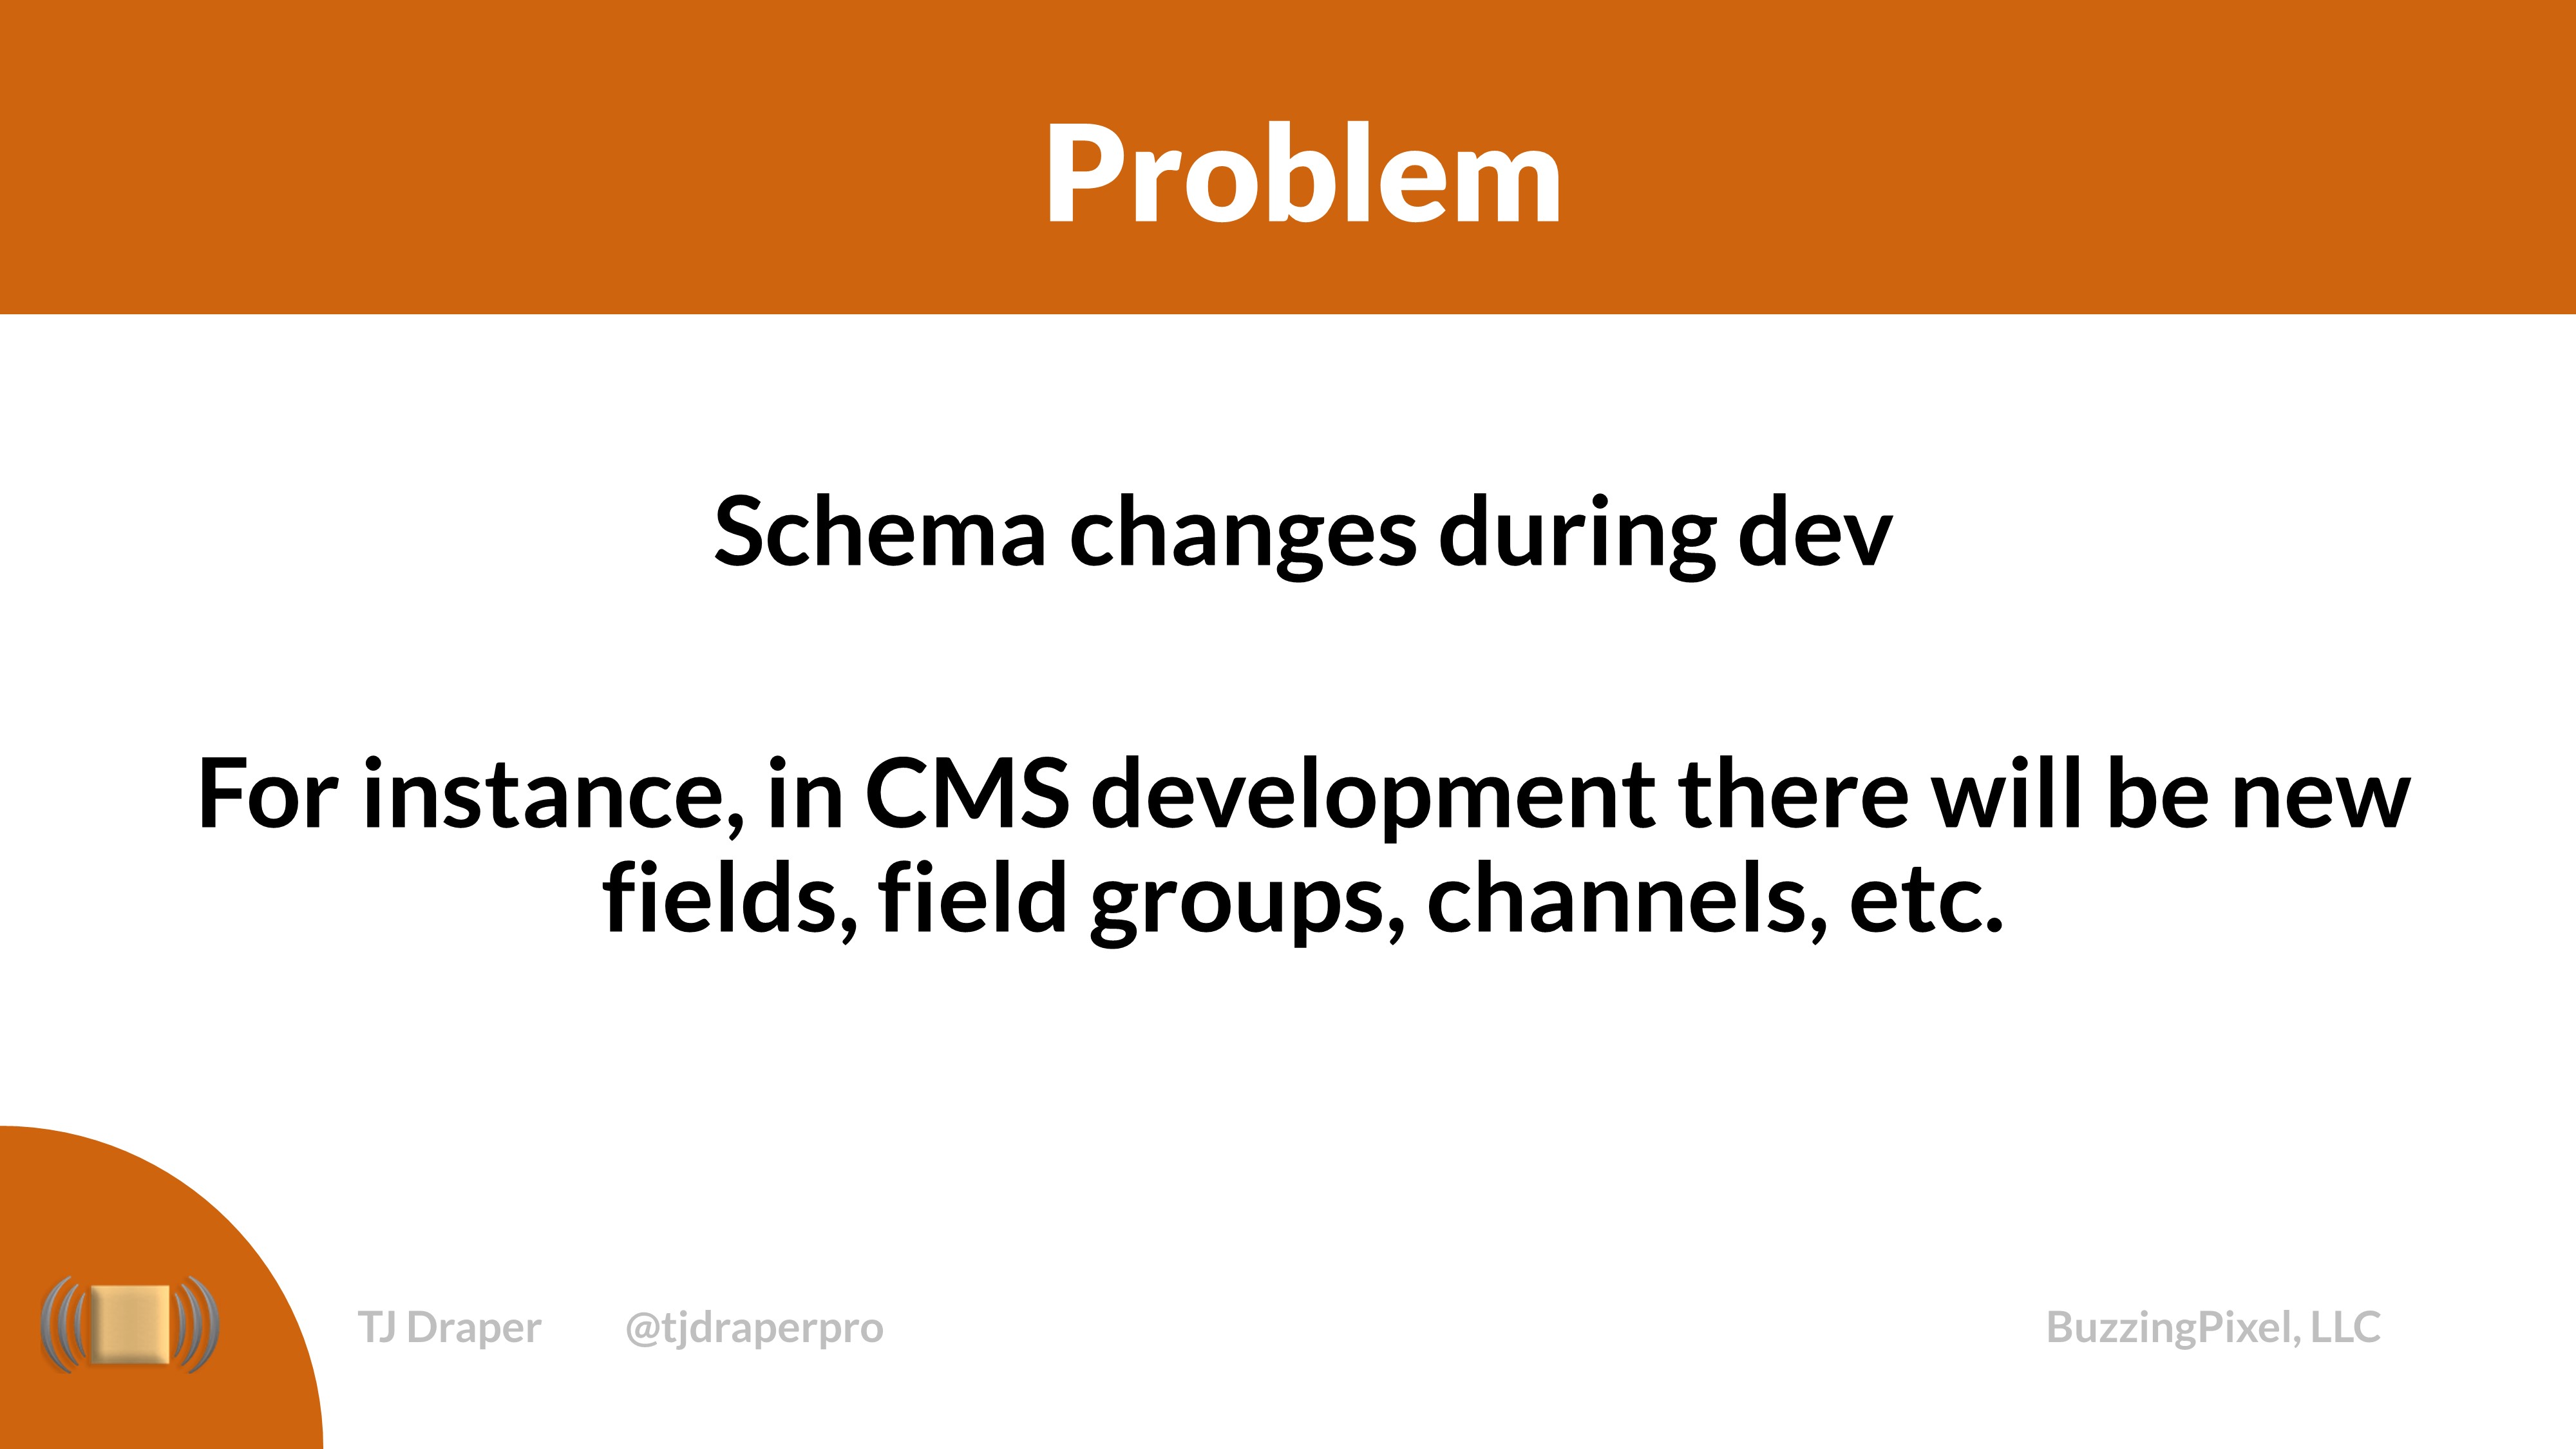 Problem
Schema changes during dev
For instance, in CMS development there will be new
fields, field groups, channels, etc.
TJ Draper @tjdraperpro BuzzingPixel, LLC